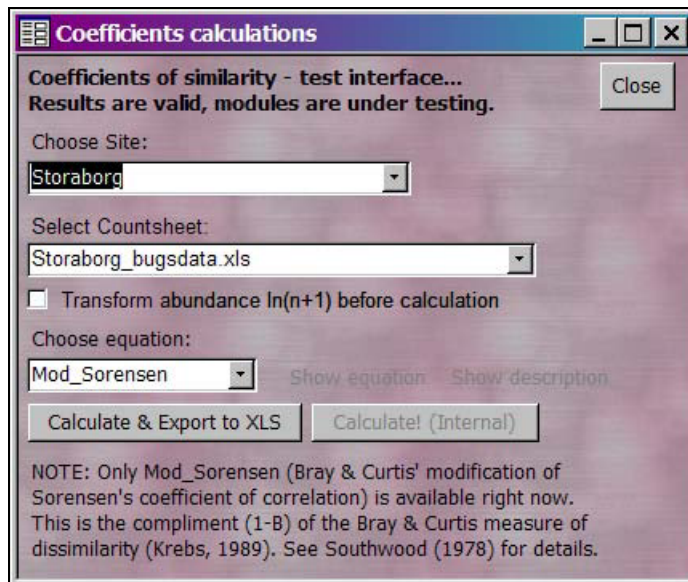 Coefficients calculations
Coefficients of similarity - test interface...
Results are valid, modules are under testing.
Close
Choose Site:
Storaborg
Select Countsheet:
Storaborg_bugsdata.xls
Transform abundance ln(n+1) before calculation
Choose equation:
Mod_Sorensen
Show equation Show description
Calculate & Export to XLS
Calculate! (Internal)
NOTE: Only Mod_Sorensen (Bray & Curtis' modification of
Sorensen's coefficient of correlation) is available right now.
This is the compliment (1-B) of the Bray & Curtis measure of
dissimilarity (Krebs, 1989). See Southwood (1978) for details.